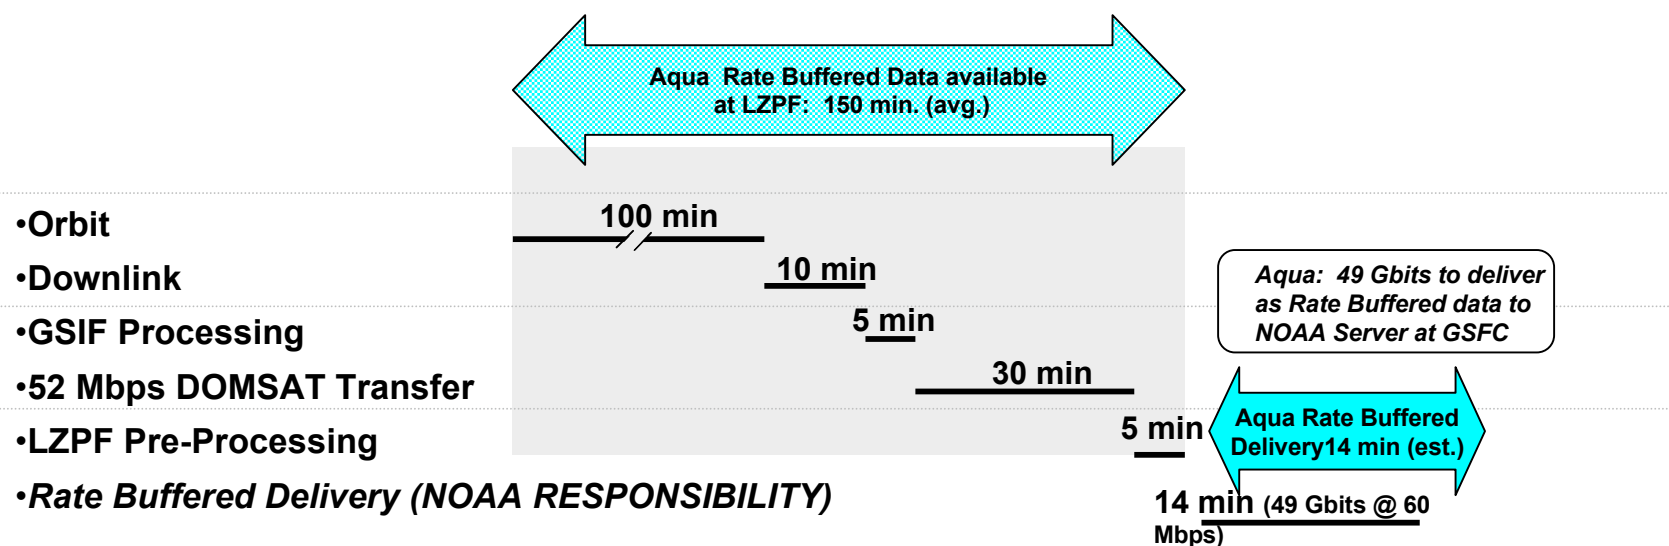 Aqua Rate Buffered Data available
at LZPF: 150 min. (avg.)
•Orbit
100 min
•Downlink
10 min
•GSIF Processing
5 min
•52 Mbps DOMSAT Transfer
30 min
•LZPF Pre-Processing
5 min
•Rate Buffered Delivery (NOAA RESPONSIBILITY)
Aqua: 49 Gbits to deliver
as Rate Buffered data to
NOAA Server at GSFC
Aqua Rate Buffered
Delivery14 min (est.)
14 min (49 Gbits @ 60
Mbps)